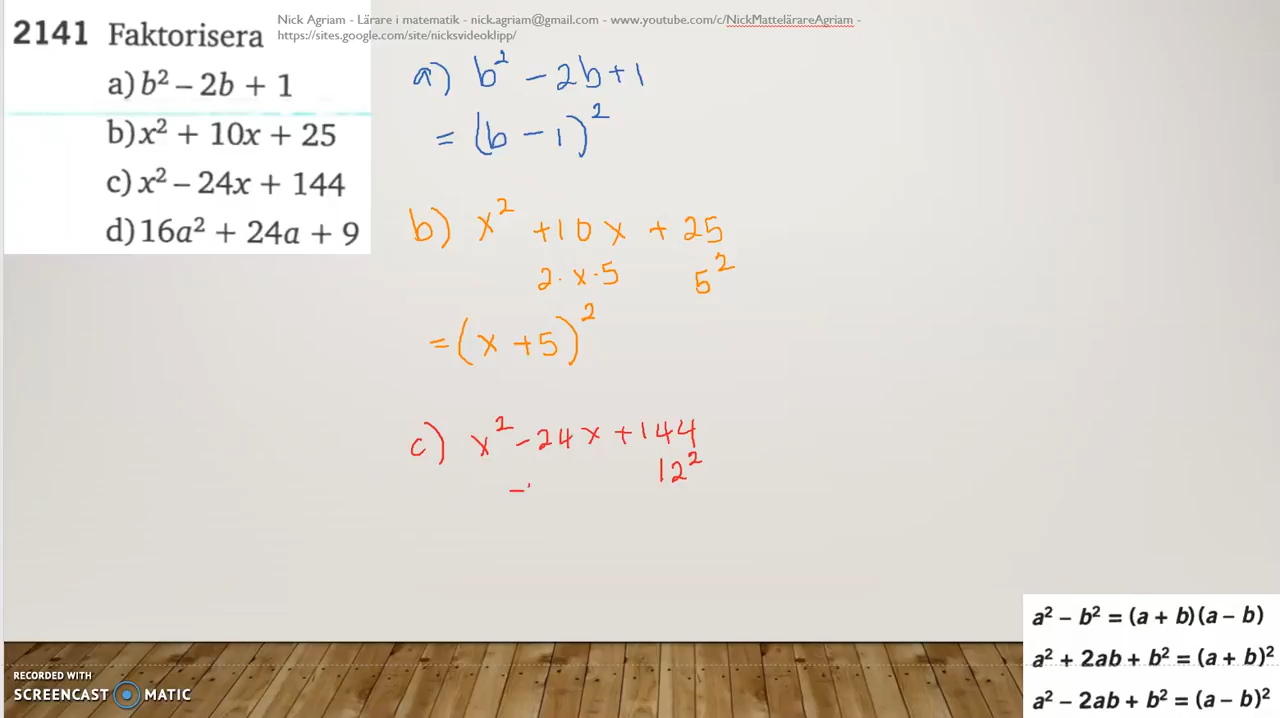 Nick Agriam - Lärare i matematik - nick.agriam@gmail.com - www.youtube.com/c/NickMattelärareAgriam -
https://sites.google.com/site/nicksvideoklipp/
2141 Faktorisera
a) b² – 2b + 1
b) x² + 10x + 25
c) x² – 24x + 144
d) 16a² + 24a + 9
a) b² - 2b + 1
= (b - 1)²
b) x² + 10x + 25
2 · x · 5 5²
= (x + 5)²
c) x² - 24x + 144
12²
-
a² – b² = (a + b)(a – b)
a² + 2ab + b² = (a + b)²
a² – 2ab + b² = (a – b)²
RECORDED WITH
SCREENCAST MATIC